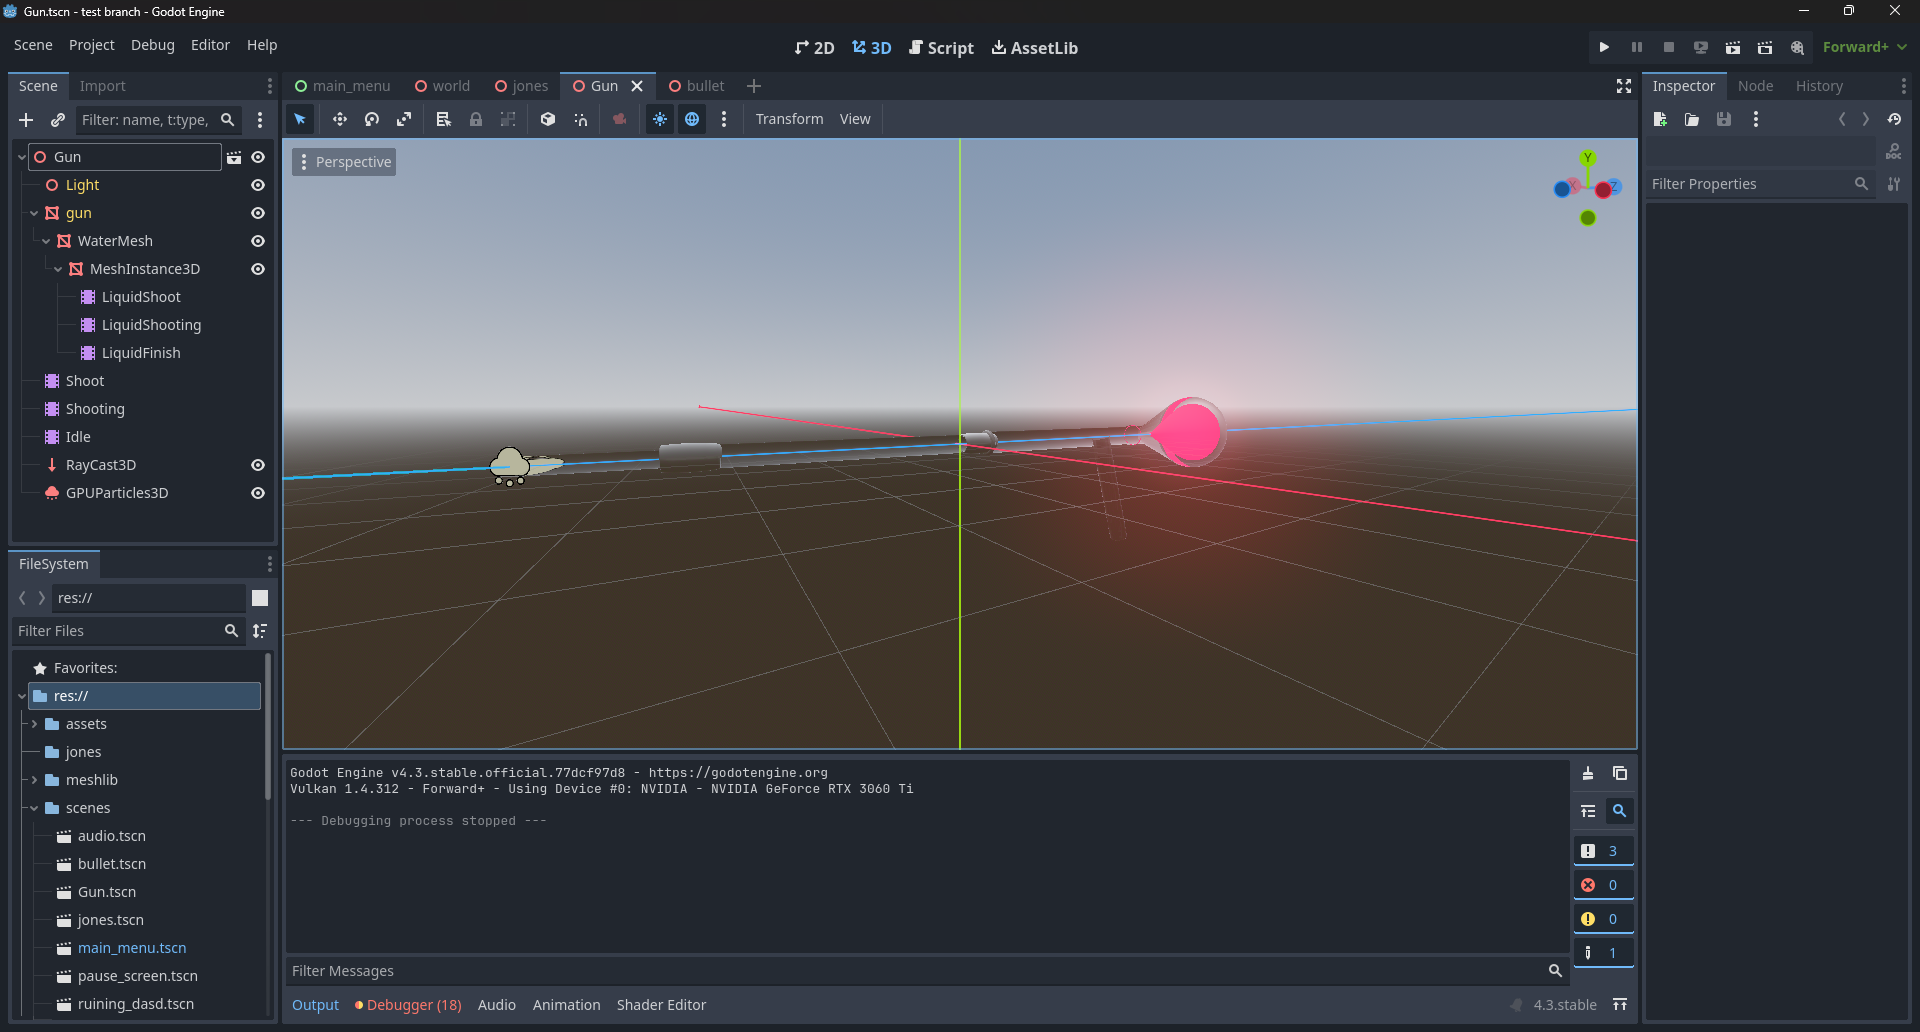 Gun.tscn - test branch - Godot Engine
Scene Project Debug Editor Help
2D 3D Script AssetLib
Forward+
Scene Import
main_menu world jones Gun bullet
Inspector Node History
Filter: name, t:type,
Transform View
Gun
Light
gun
WaterMesh
MeshInstance3D
LiquidShoot
LiquidShooting
LiquidFinish
Shoot
Shooting
Idle
RayCast3D
GPUParticles3D
Perspective
Y
X
Z
DOC
Filter Properties
FileSystem
res://
Filter Files
Favorites:
res://
assets
jones
meshlib
scenes
audio.tscn
bullet.tscn
Gun.tscn
jones.tscn
main_menu.tscn
pause_screen.tscn
ruining_dasd.tscn
Godot Engine v4.3.stable.official.77dcf97d8 - https://godotengine.org
Vulkan 1.4.312 - Forward+ - Using Device #0: NVIDIA - NVIDIA GeForce RTX 3060 Ti
--- Debugging process stopped ---
3
0
0
1
Filter Messages
Output Debugger (18) Audio Animation Shader Editor
4.3.stable